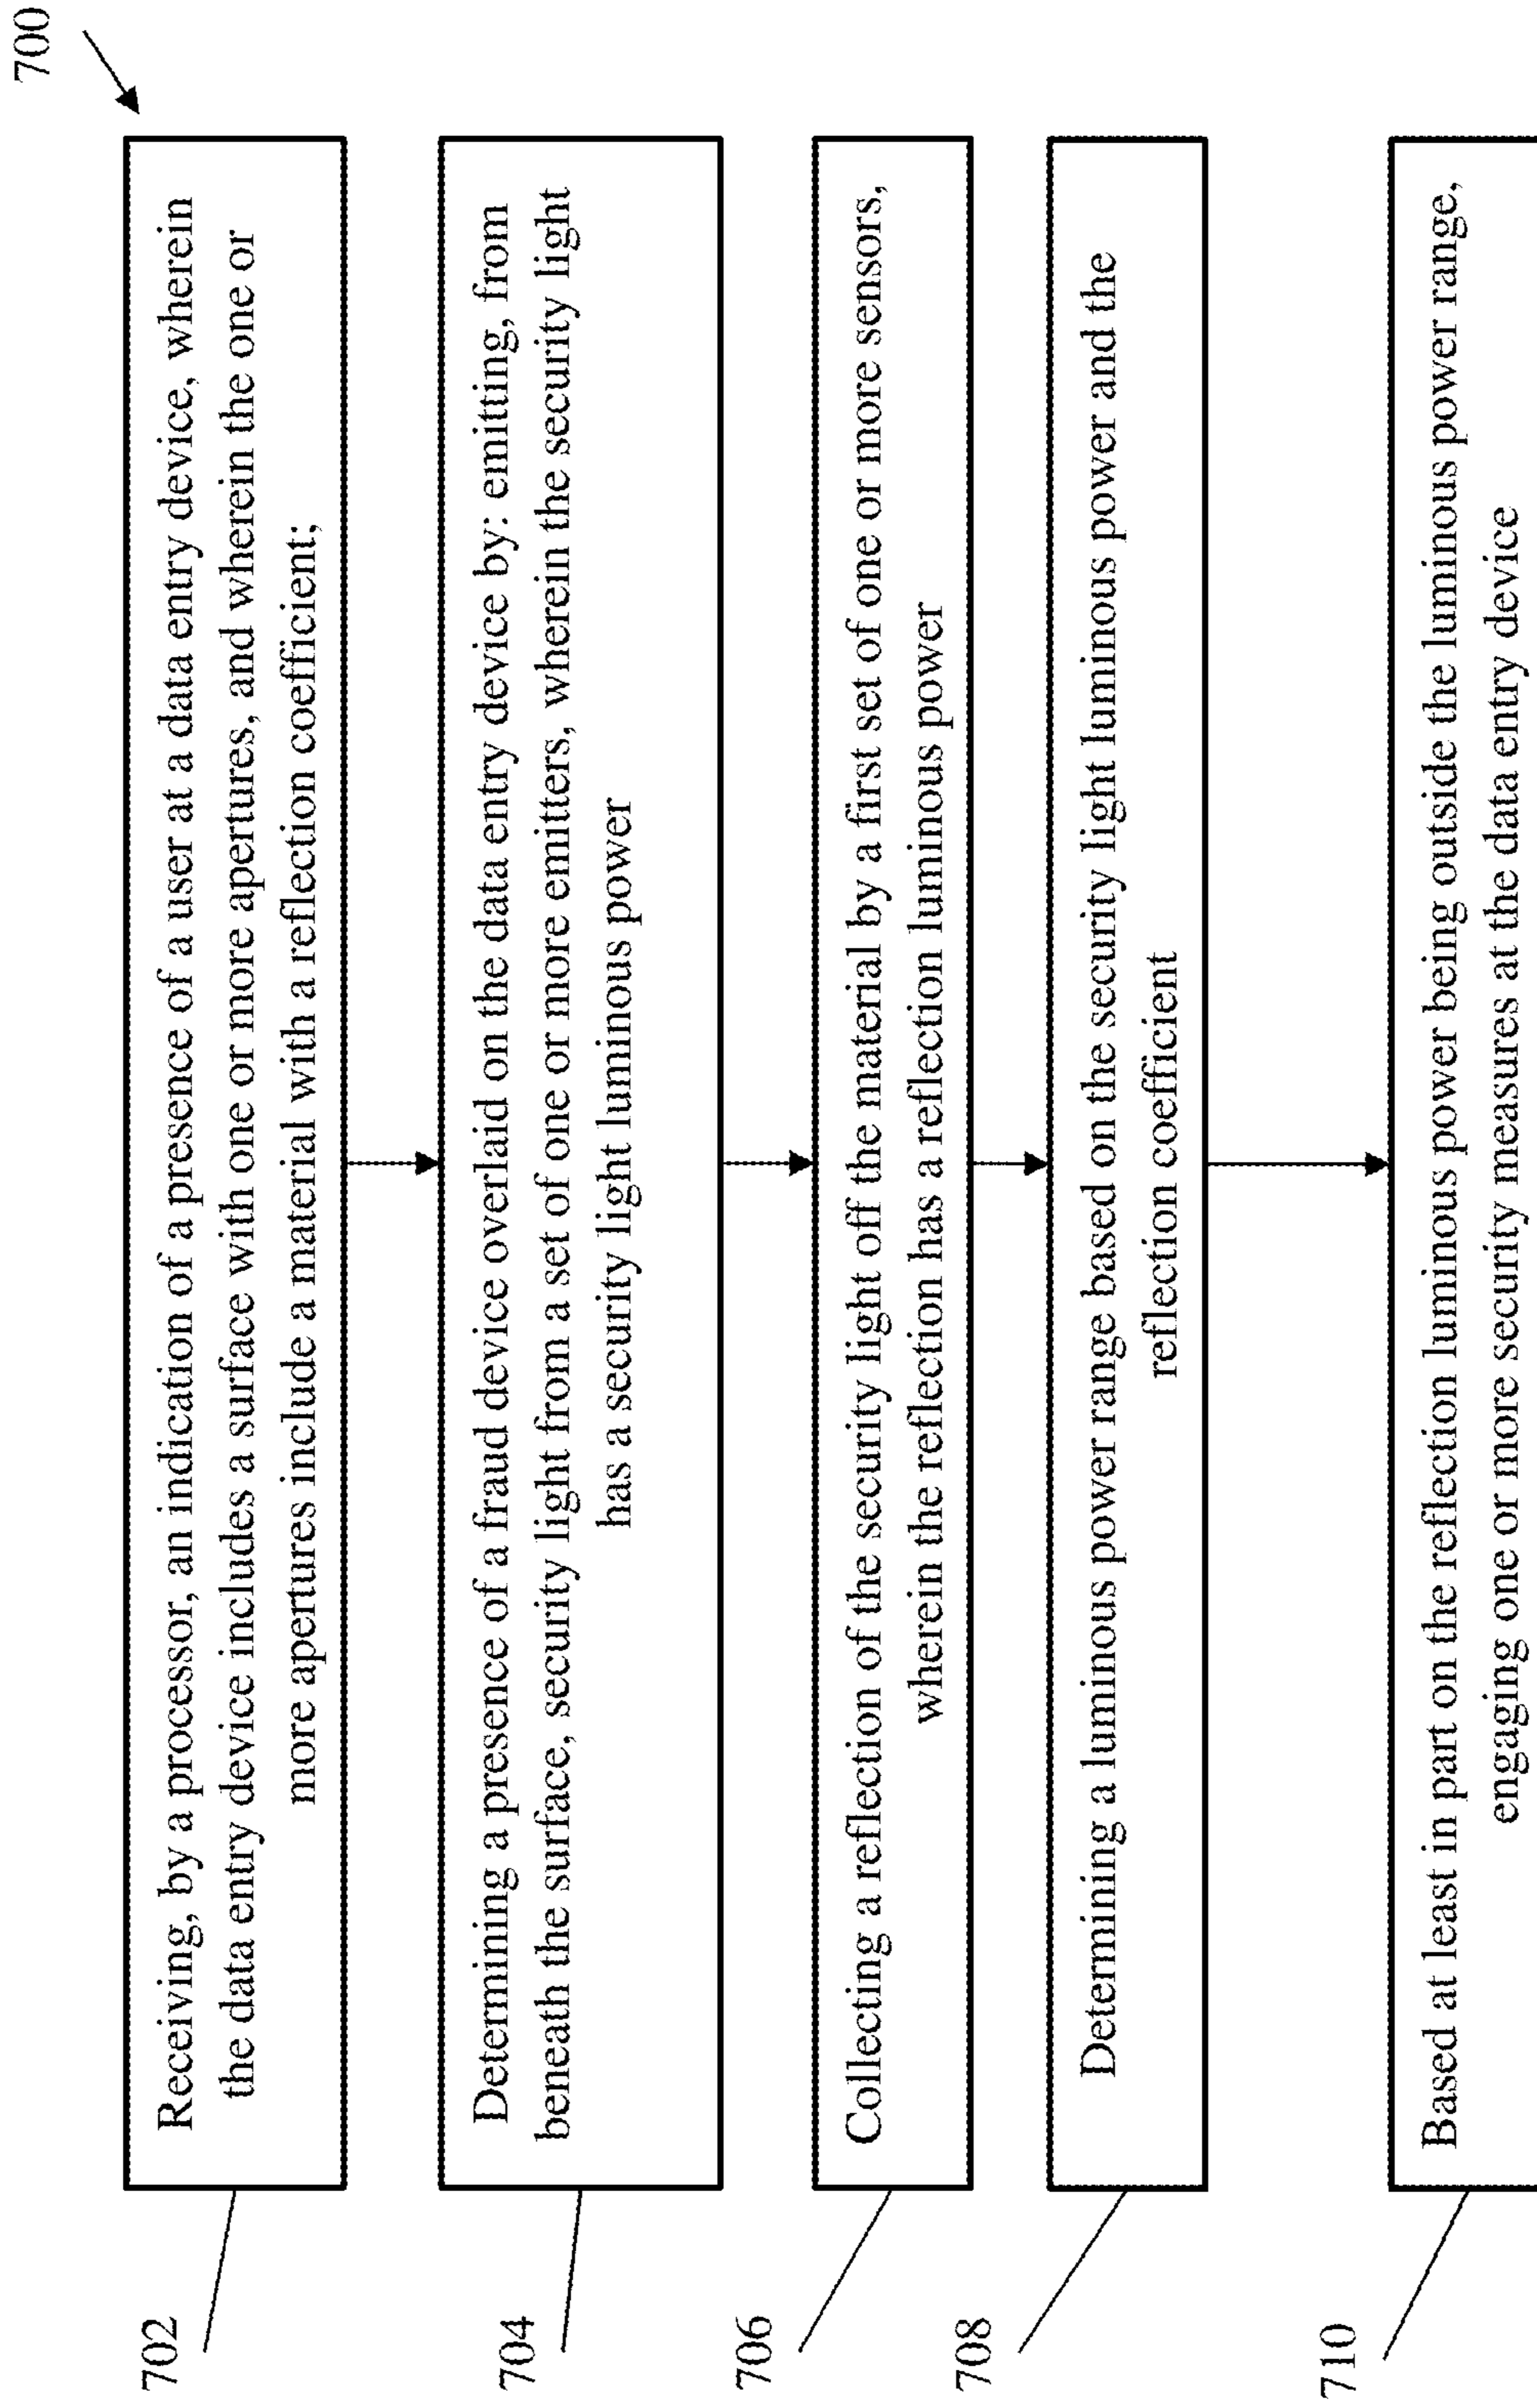 700
702
Receiving, by a processor, an indication of a presence of a user at a data entry device, wherein
the data entry device includes a surface with one or more apertures, and wherein the one or
more apertures include a material with a reflection coefficient;
704
Determining a presence of a fraud device overlaid on the data entry device by: emitting, from
beneath the surface, security light from a set of one or more emitters, wherein the security light
has a security light luminous power
706
Collecting a reflection of the security light off the material by a first set of one or more sensors,
wherein the reflection has a reflection luminous power
708
Determining a luminous power range based on the security light luminous power and the
reflection coefficient
710
Based at least in part on the reflection luminous power being outside the luminous power range,
engaging one or more security measures at the data entry device